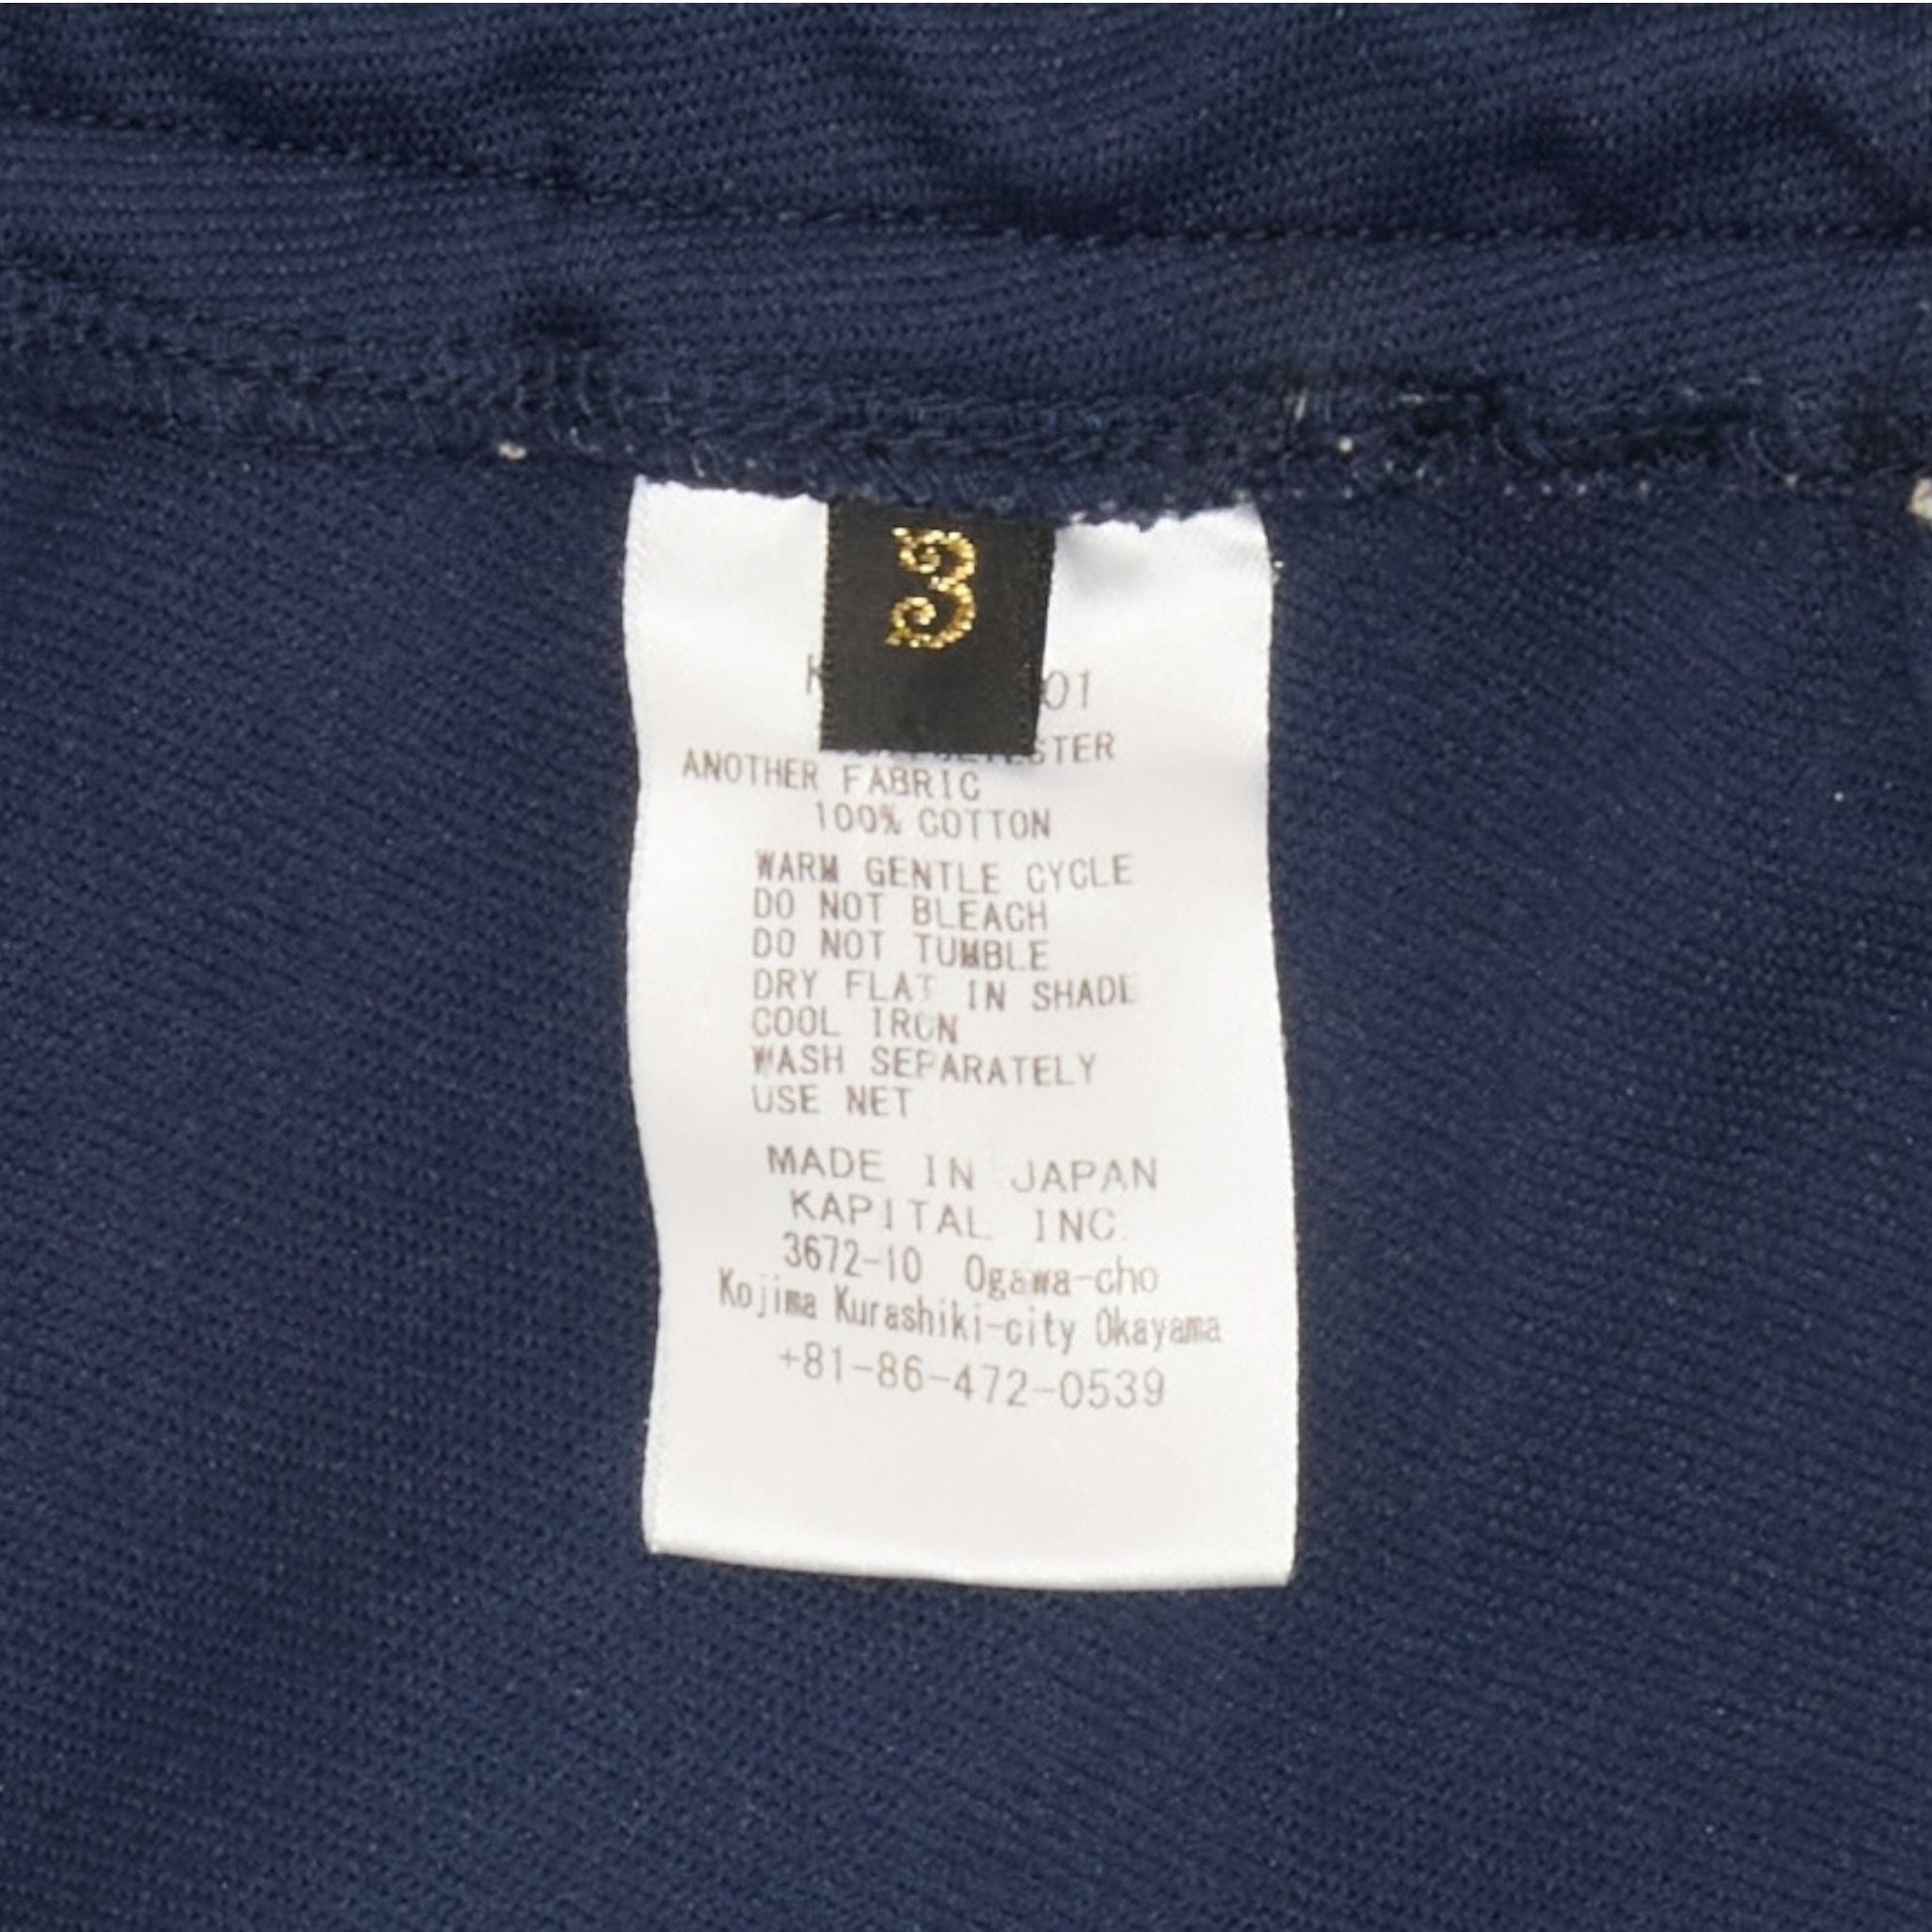 3
01
ANOTHER FABRIC
100% COTTON
WARM GENTLE CYCLE
DO NOT BLEACH
DO NOT TUMBLE
DRY FLAT IN SHADE
COOL IRON
WASH SEPARATELY
USE NET
MADE IN JAPAN
KAPITAL INC.
3672-10 Ogawa-cho
Kojima Kurashiki-city Okayama
+81-86-472-0539